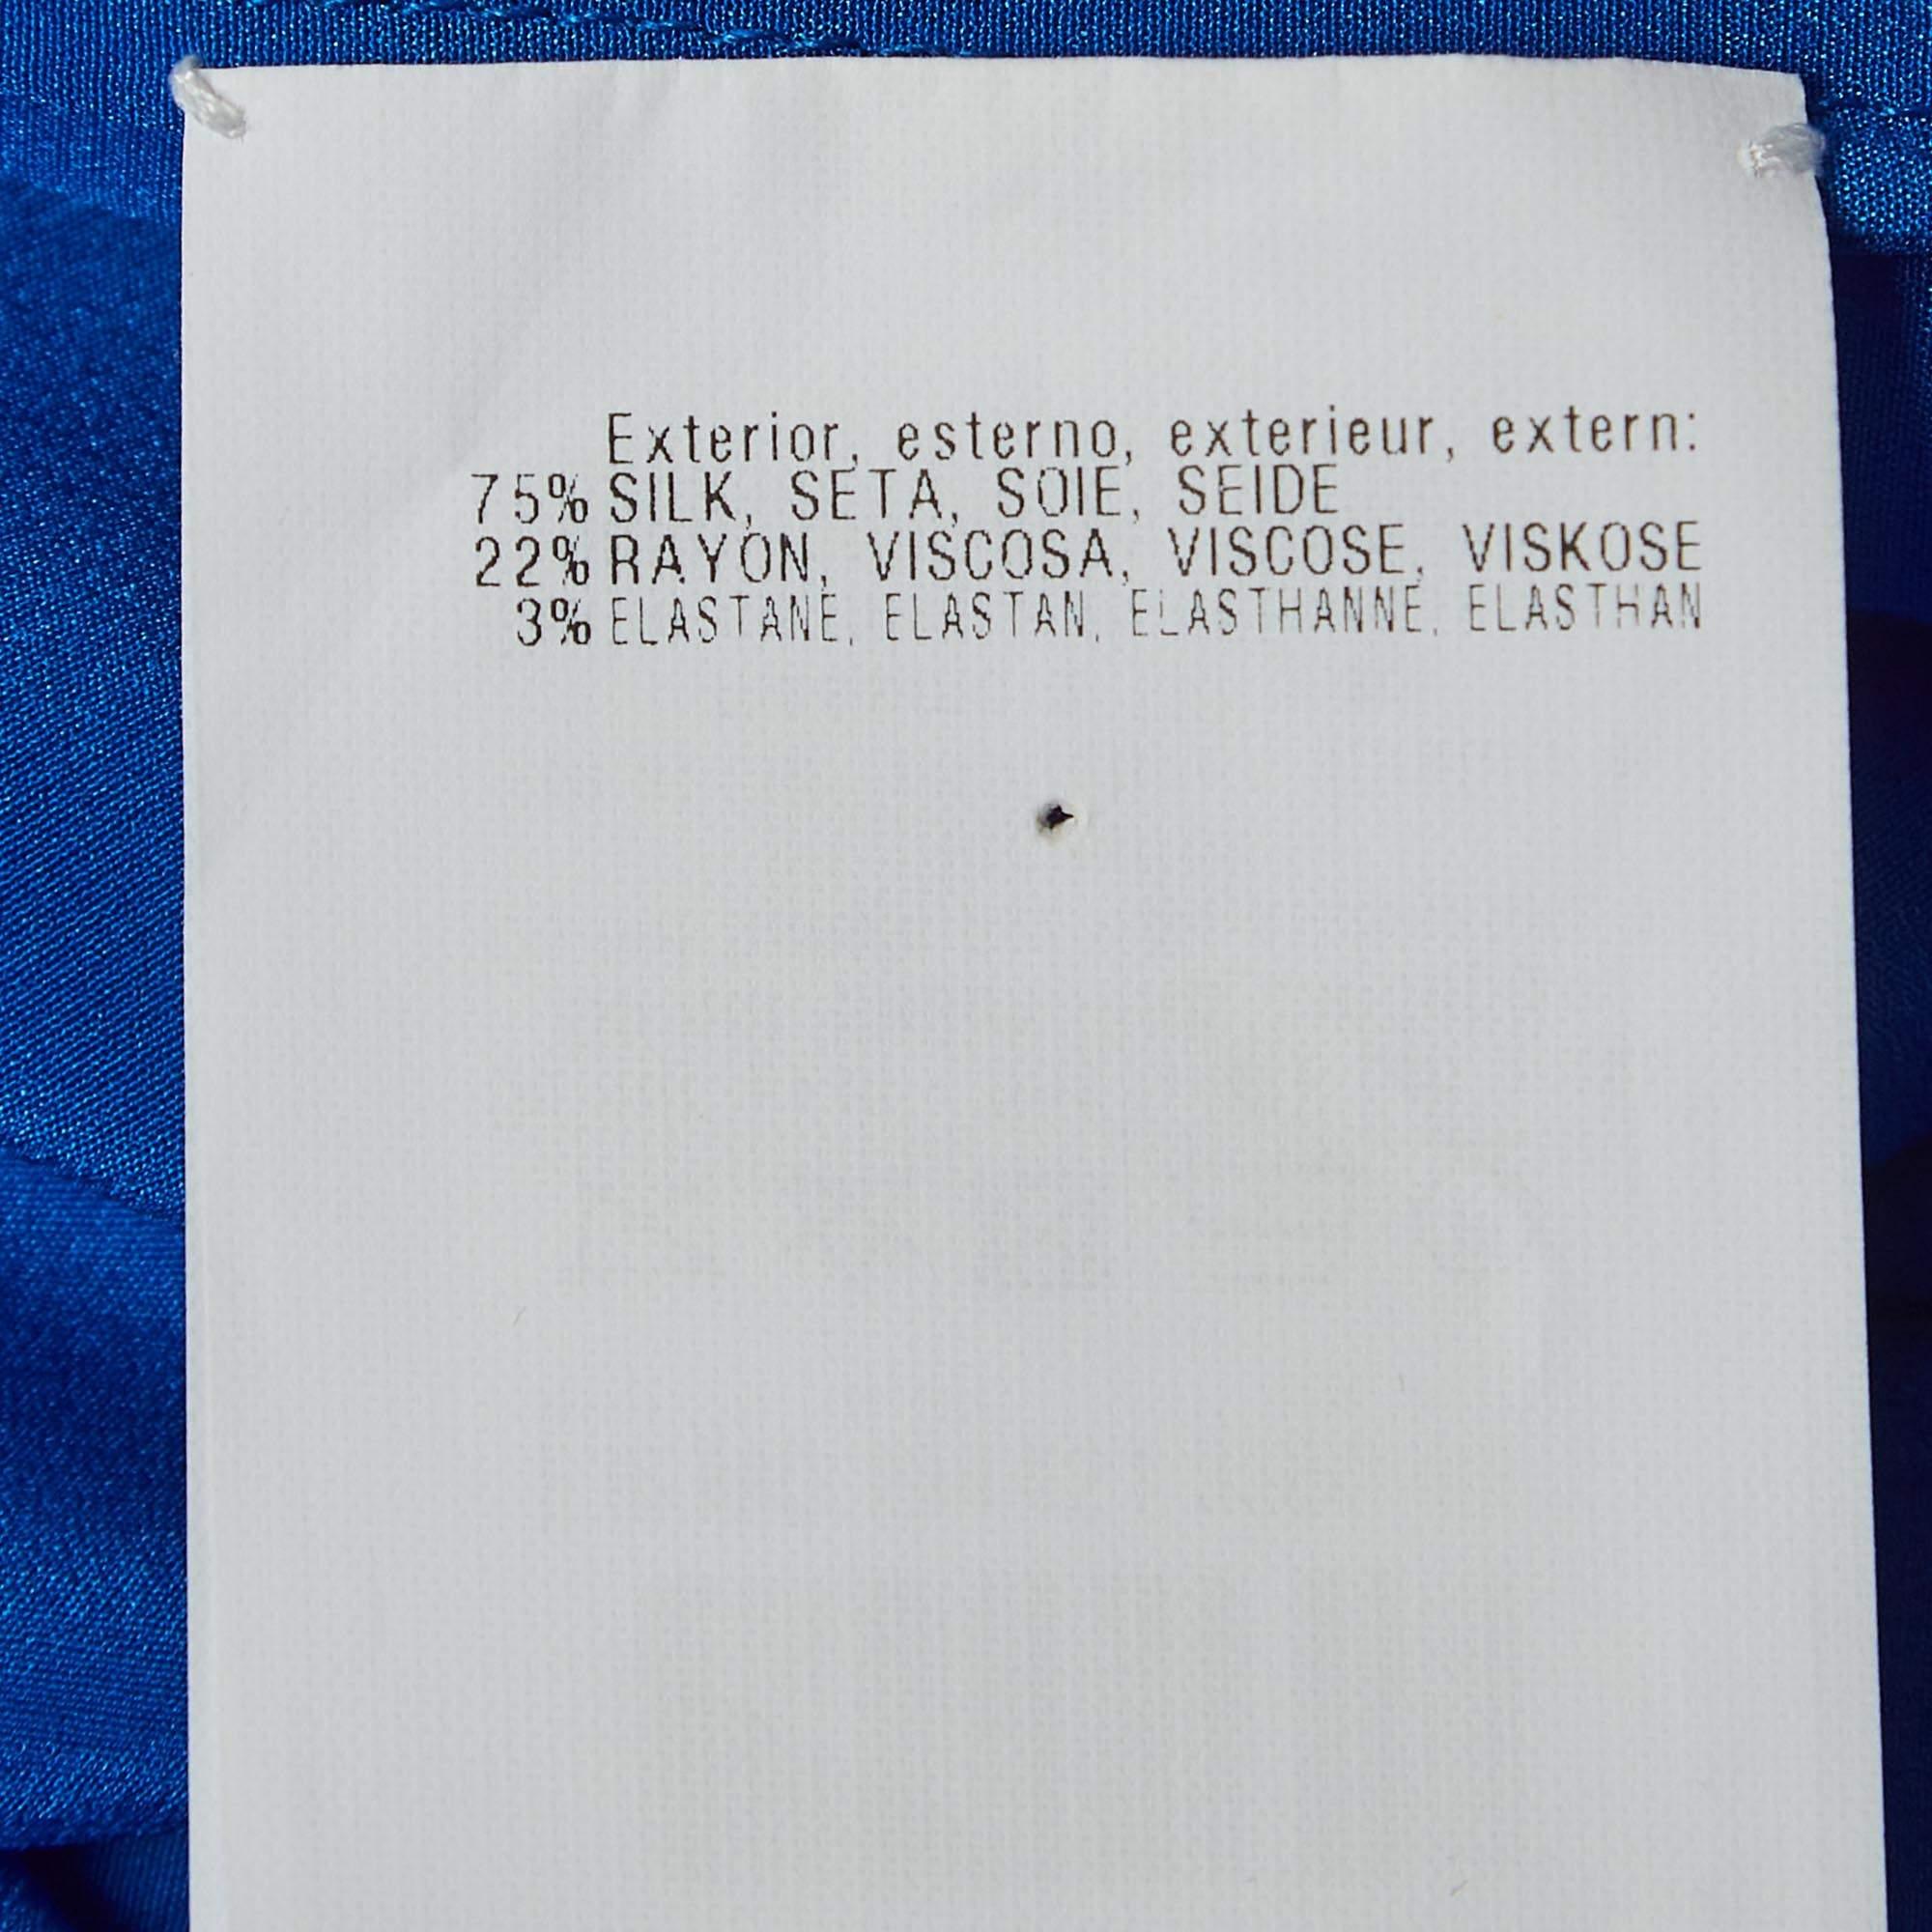 Exterior, esterno, exterieur, extern:
75% SILK, SETA, SOIE, SEIDE
22% RAYON, VISCOSA, VISCOSE, VISKOSE
3% ELASTANE, ELASTAN, ELASTHANNE, ELASTHAN